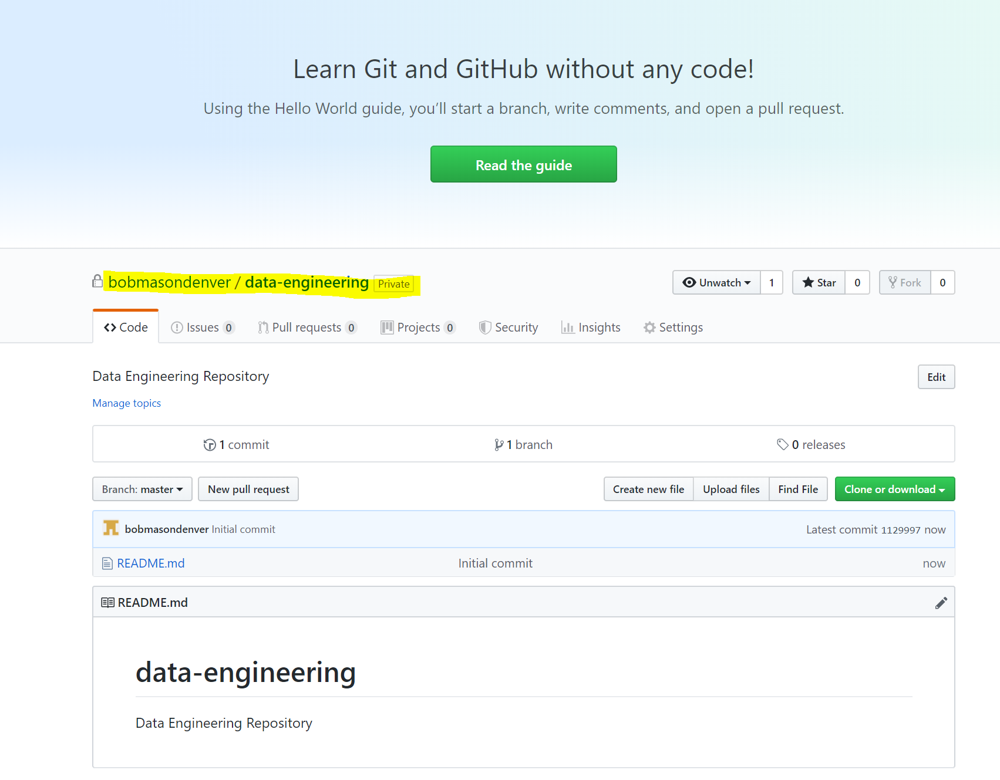 Learn Git and GitHub without any code!
Using the Hello World guide, you’ll start a branch, write comments, and open a pull request.
Read the guide
bobmasondenver / data-engineering Private
Unwatch 1 Star 0 Fork 0
Code Issues 0 Pull requests 0 Projects 0 Security Insights Settings
Data Engineering Repository Edit
Manage topics
1 commit 1 branch 0 releases
Branch: master New pull request Create new file Upload files Find File Clone or download
bobmasondenver Initial commit Latest commit 1129997 now
README.md Initial commit now
README.md
data-engineering
Data Engineering Repository